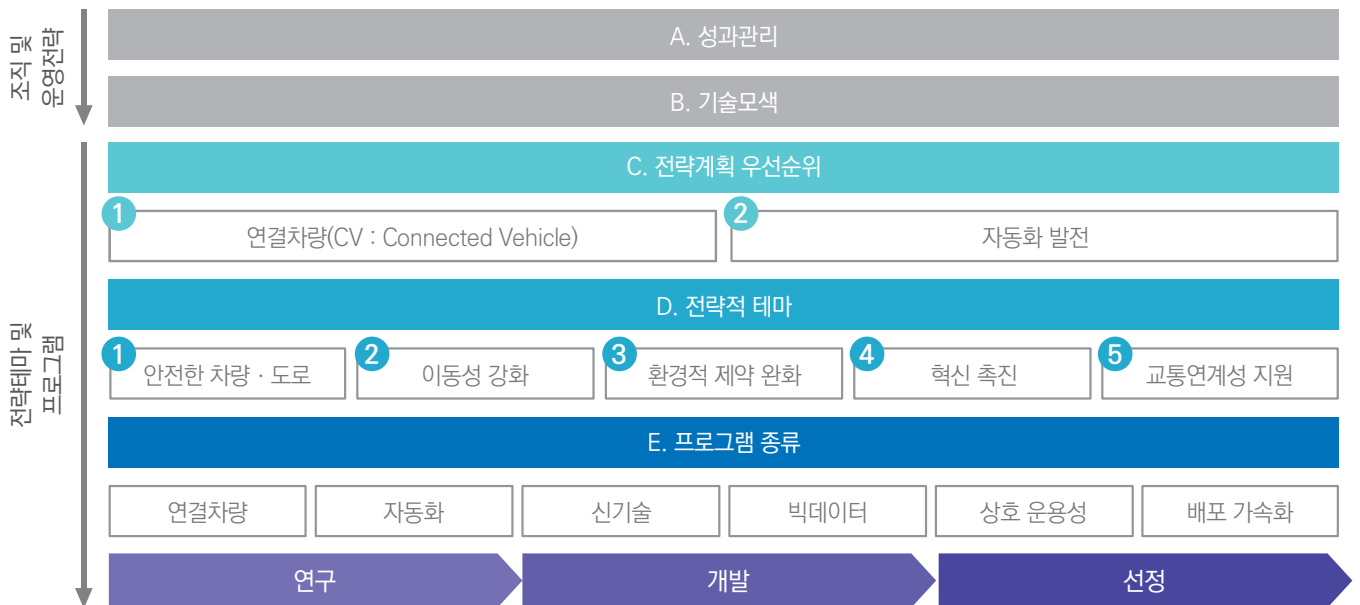 조직 및
운영전략
A. 성과관리
B. 기술모색
전략테마 및
프로그램
C. 전략계획 우선순위
1 연결차량(CV : Connected Vehicle)
2 자동화 발전
D. 전략적 테마
1 안전한 차량 · 도로
2 이동성 강화
3 환경적 제약 완화
4 혁신 촉진
5 교통연계성 지원
E. 프로그램 종류
연결차량
자동화
신기술
빅데이터
상호 운용성
배포 가속화
연구
개발
선정